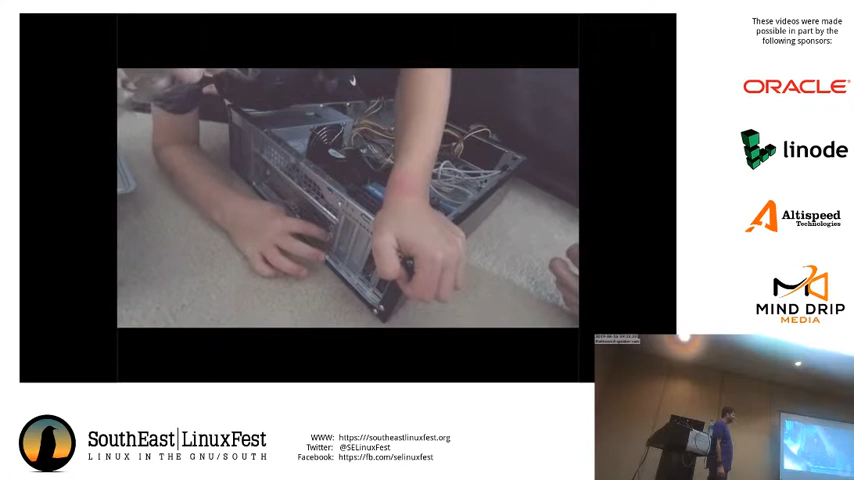 These videos were made
possible in part by the
following sponsors:
ORACLE
linode
Altispeed
Technologies
MIND DRIP
MEDIA
SouthEast|LinuxFest
LINUX IN THE GNU/SOUTH
WWW: https:///southeastlinuxfest.org
Twitter: @SELinuxFest
Facebook: https://fb.com/selinuxfest